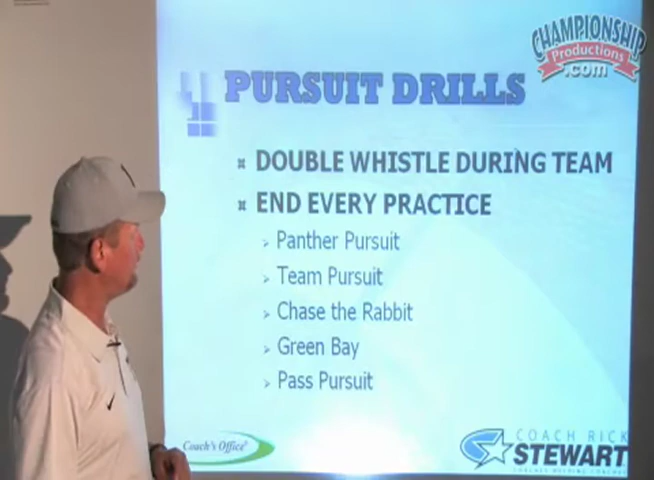 CHAMPIONSHIP
Productions
.com
PURSUIT DRILLS
DOUBLE WHISTLE DURING TEAM
END EVERY PRACTICE
Panther Pursuit
Team Pursuit
Chase the Rabbit
Green Bay
Pass Pursuit
Coach's Office
COACH RICK
STEWART